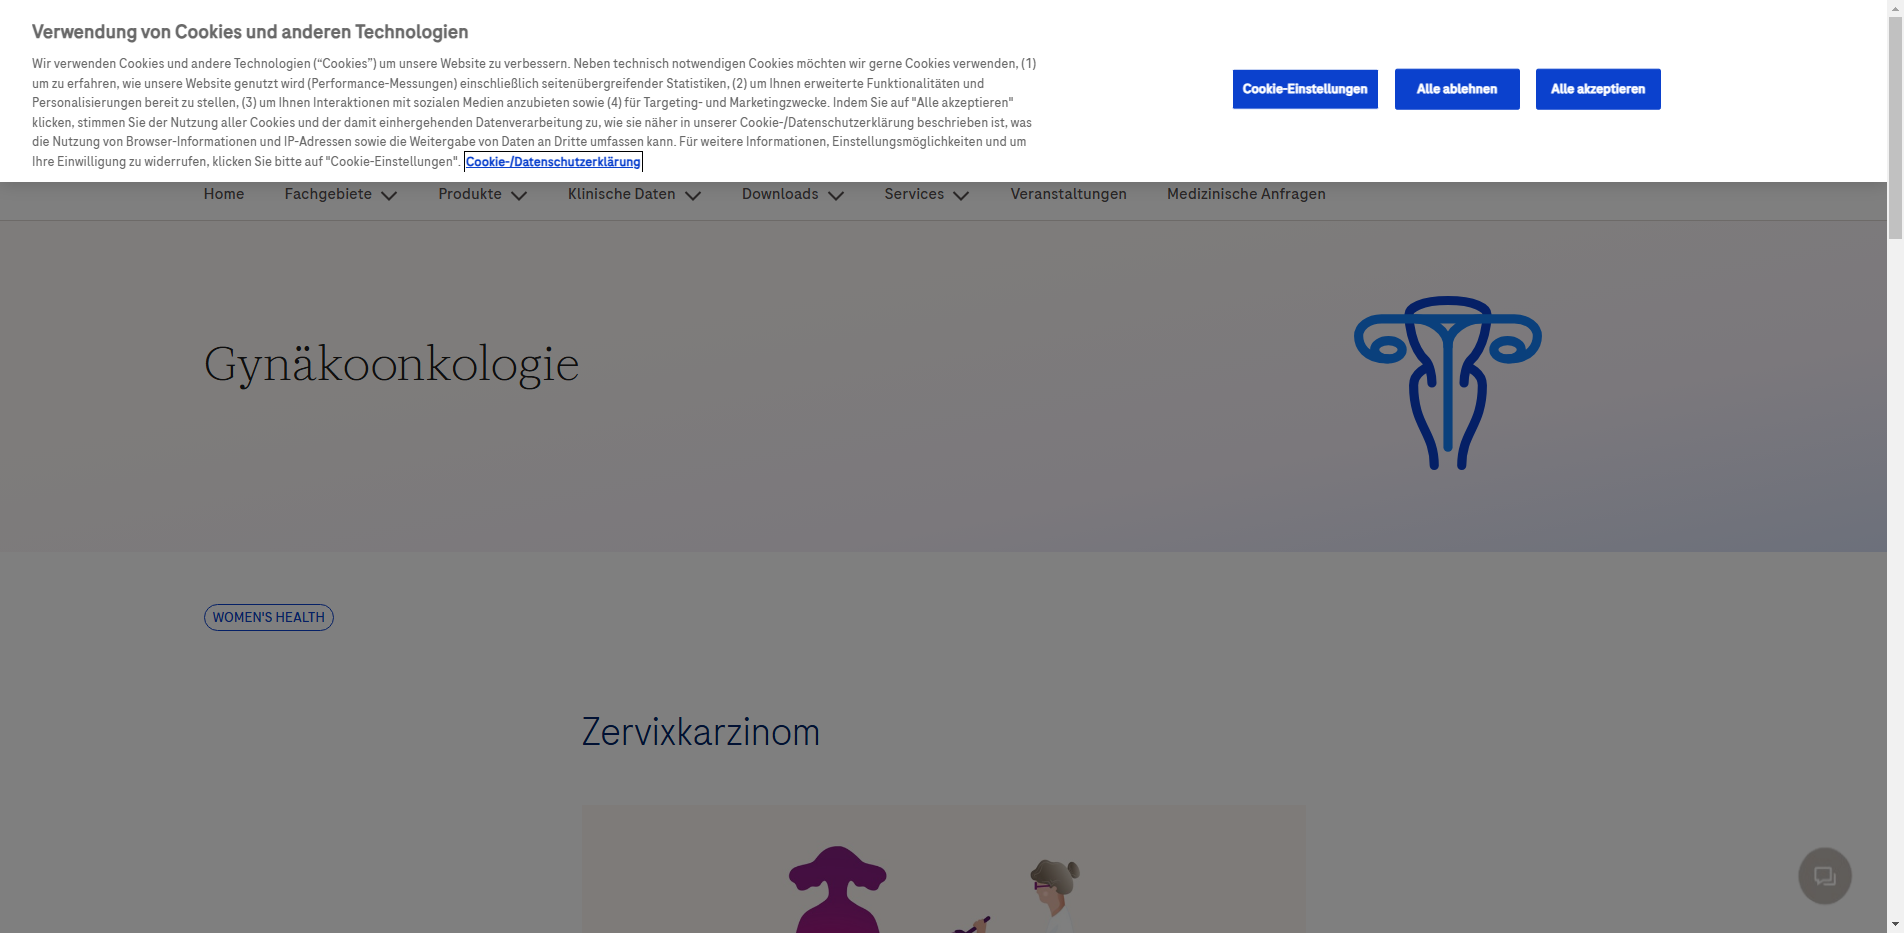 Verwendung von Cookies und anderen Technologien
Wir verwenden Cookies und andere Technologien (“Cookies”) um unsere Website zu verbessern. Neben technisch notwendigen Cookies möchten wir gerne Cookies verwenden, (1)
um zu erfahren, wie unsere Website genutzt wird (Performance-Messungen) einschließlich seitenübergreifender Statistiken, (2) um Ihnen erweiterte Funktionalitäten und
Personalisierungen bereit zu stellen, (3) um Ihnen Interaktionen mit sozialen Medien anzubieten sowie (4) für Targeting- und Marketingzwecke. Indem Sie auf "Alle akzeptieren"
klicken, stimmen Sie der Nutzung aller Cookies und der damit einhergehenden Datenverarbeitung zu, wie sie näher in unserer Cookie-/Datenschutzerklärung beschrieben ist, was
die Nutzung von Browser-Informationen und IP-Adressen sowie die Weitergabe von Daten an Dritte umfassen kann. Für weitere Informationen, Einstellungsmöglichkeiten und um
Ihre Einwilligung zu widerrufen, klicken Sie bitte auf "Cookie-Einstellungen". Cookie-/Datenschutzerklärung
Cookie-Einstellungen Alle ablehnen Alle akzeptieren
Home Fachgebiete Produkte Klinische Daten Downloads Services Veranstaltungen Medizinische Anfragen
Gynäkoonkologie
WOMEN'S HEALTH
Zervixkarzinom